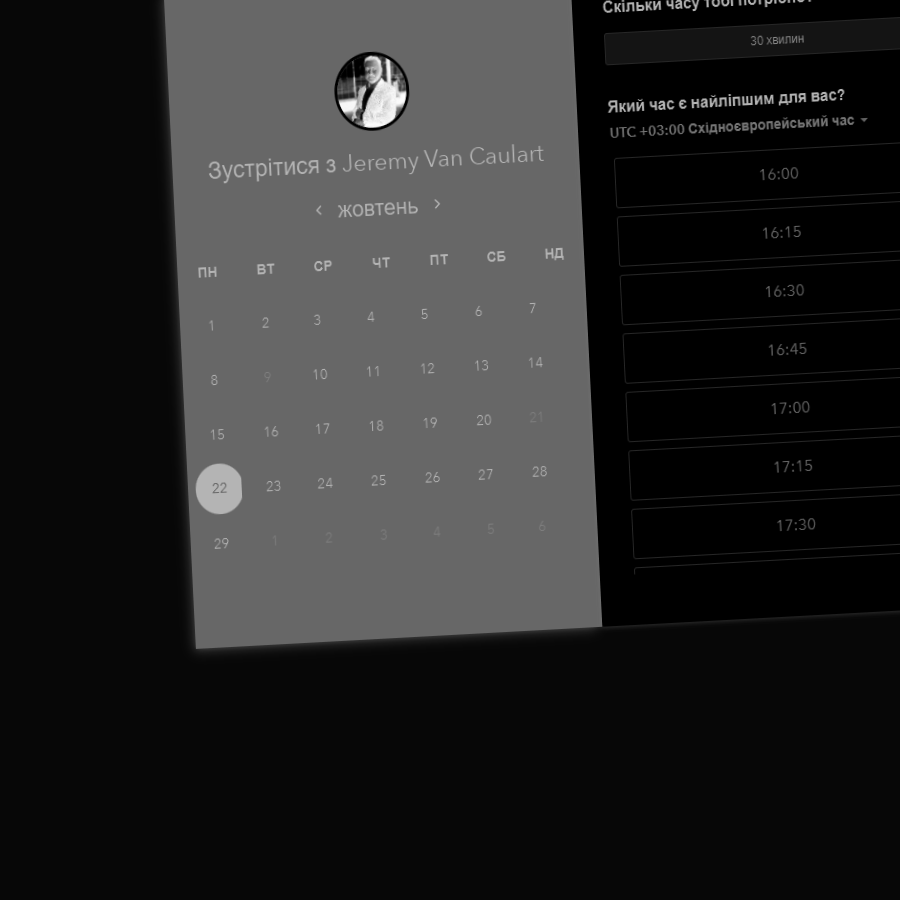 Зустрітися з Jeremy Van Caulart
‹ жовтень ›
ПН ВТ СР ЧТ ПТ СБ НД
1 2 3 4 5 6 7
8 9 10 11 12 13 14
15 16 17 18 19 20 21
22 23 24 25 26 27 28
29 1 2 3 4 5 6
Скільки часу тобі потрібно?
30 хвилин
Який час є найліпшим для вас?
UTC +03:00 Східноєвропейський час
16:00
16:15
16:30
16:45
17:00
17:15
17:30